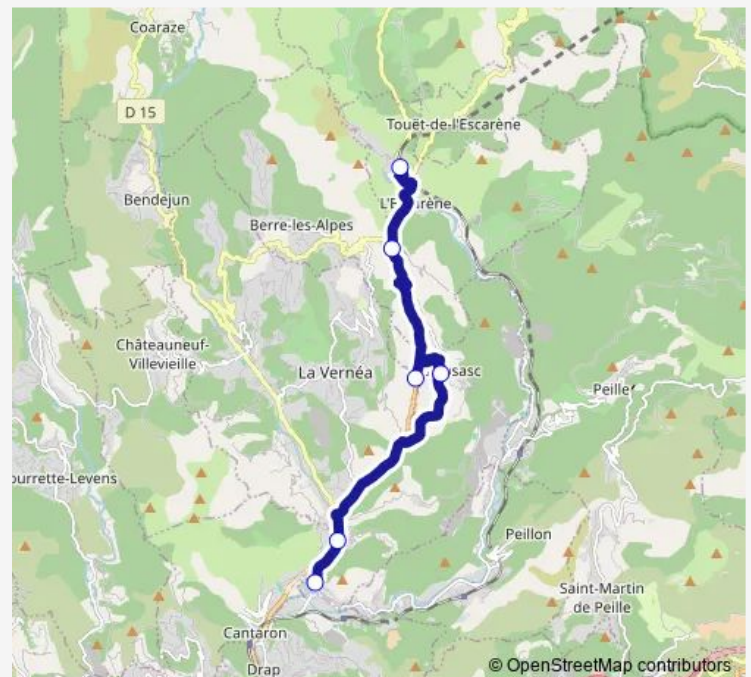 Coaraze
D 15
Touët-de-l'Escarène
Bendejun
Berre-les-Alpes
Châteauneuf-
Villevieille
La Vernéa
Peille
Peillon
Saint-Martin
de Peille
Cantaron
Drap
© OpenStreetMap contributors